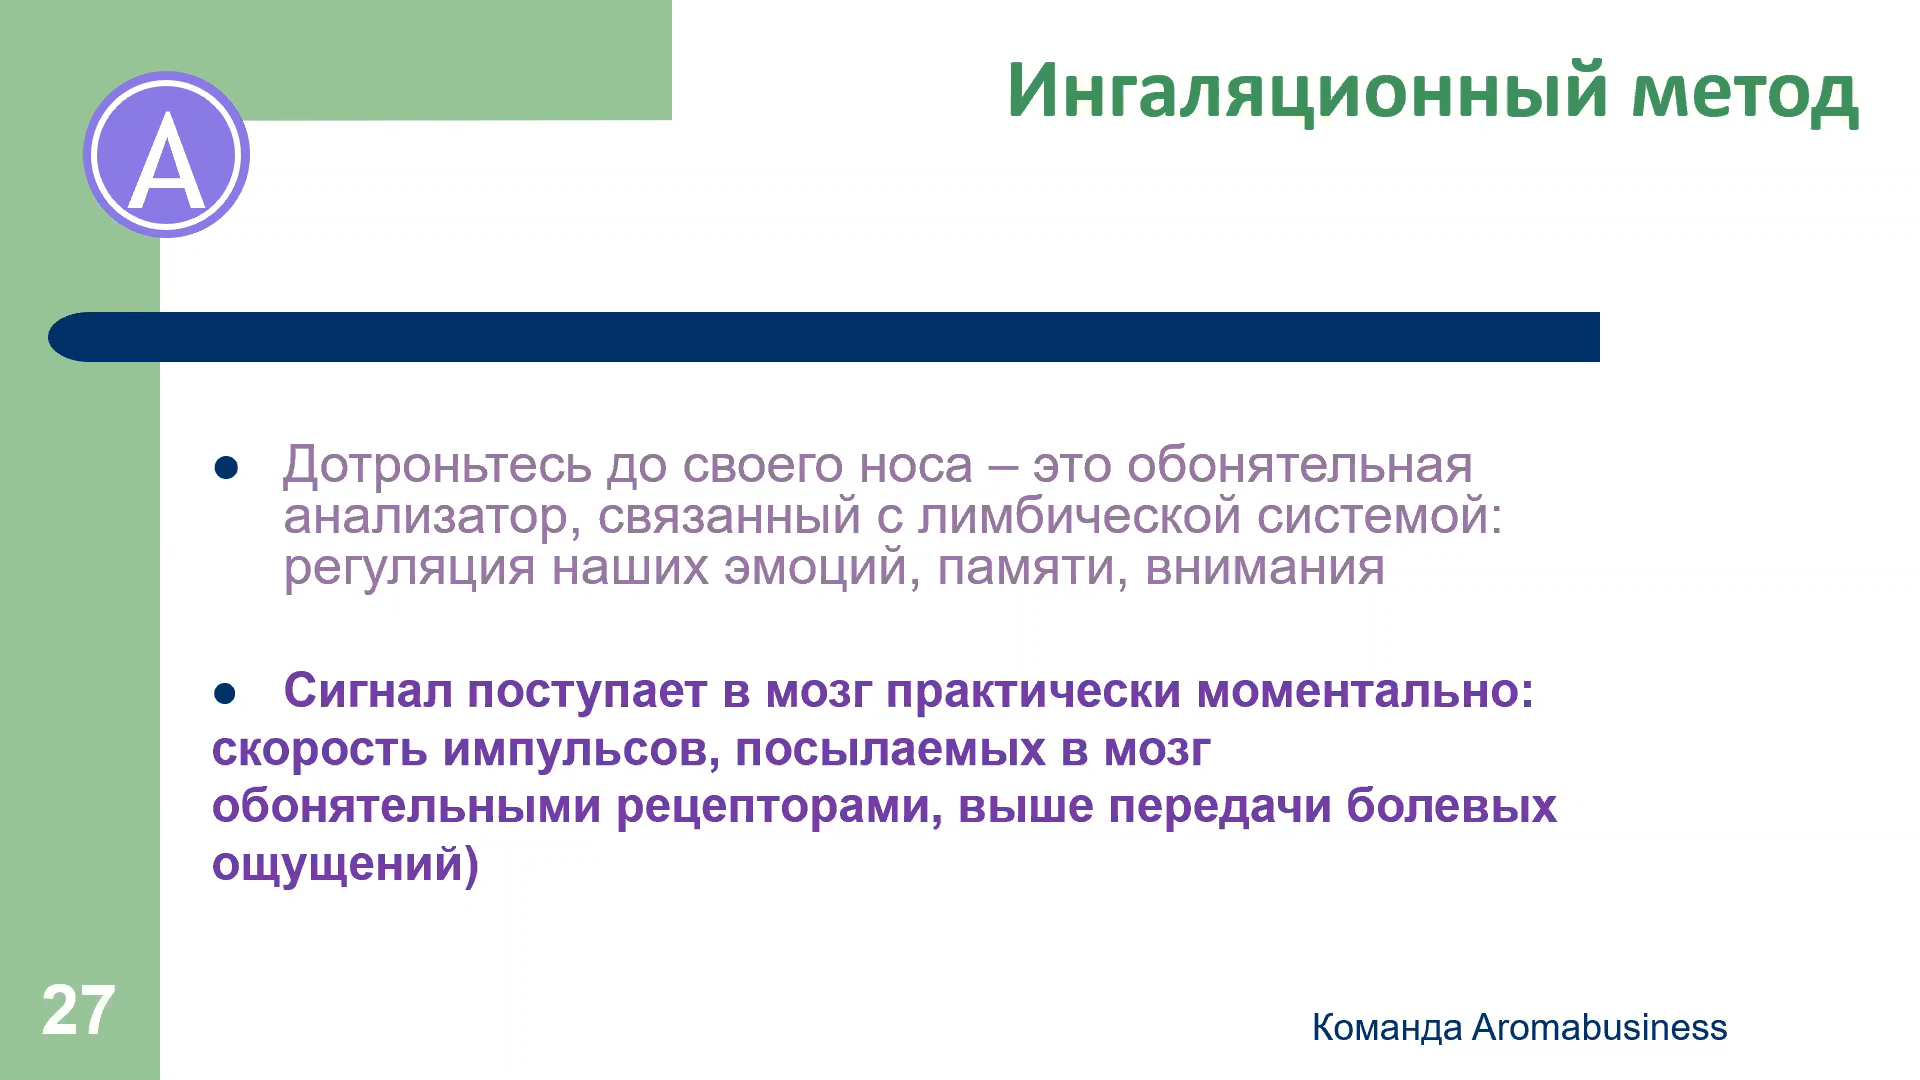 А
Ингаляционный метод
● Дотроньтесь до своего носа – это обонятельная
анализатор, связанный с лимбической системой:
регуляция наших эмоций, памяти, внимания
● Сигнал поступает в мозг практически моментально:
скорость импульсов, посылаемых в мозг
обонятельными рецепторами, выше передачи болевых
ощущений)
27
Команда Aromabusiness